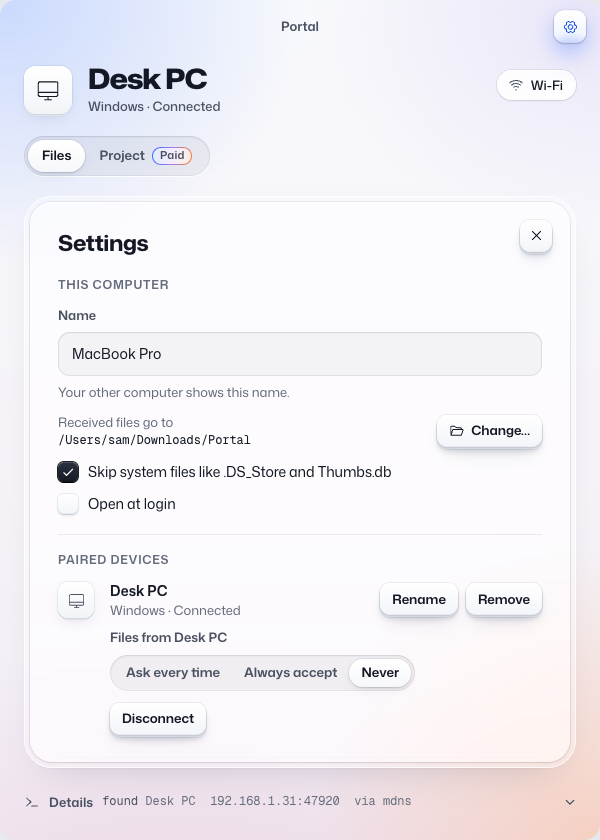 Portal
Desk PC
Windows · Connected
Wi-Fi
Files
Project Paid
Settings
THIS COMPUTER
Name
MacBook Pro
Your other computer shows this name.
Received files go to
/Users/sam/Downloads/Portal
Change...
Skip system files like .DS_Store and Thumbs.db
Open at login
PAIRED DEVICES
Desk PC
Windows · Connected
Rename
Remove
Files from Desk PC
Ask every time
Always accept
Never
Disconnect
Details found Desk PC 192.168.1.31:47920 via mdns